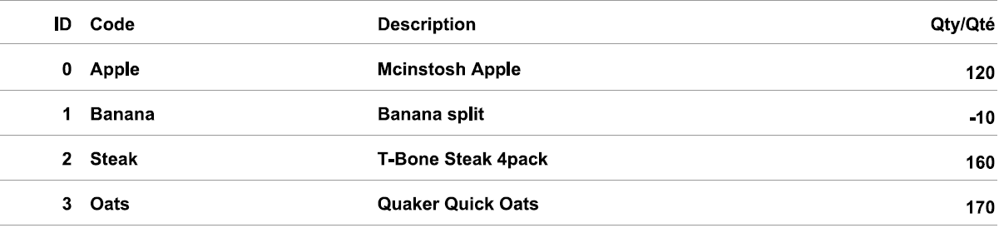 ID Code Description Qty/Qté
0 Apple Mcinstosh Apple 120
1 Banana Banana split -10
2 Steak T-Bone Steak 4pack 160
3 Oats Quaker Quick Oats 170